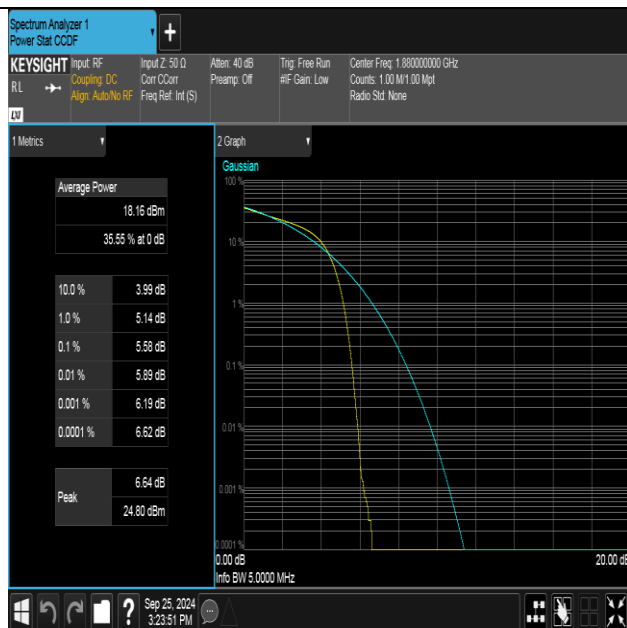 Spectrum Analyzer 1
Power Stat CCDF
+
KEYSIGHT
RL
LXI
Input: RF
Coupling: DC
Align: Auto/No RF
Input Z: 50 Ω
Corr CCorr
Freq Ref: Int (S)
Atten: 40 dB
Preamp: Off
Trig: Free Run
#IF Gain: Low
Center Freq: 1.880000000 GHz
Counts: 1.00 M/1.00 Mpt
Radio Std: None
1 Metrics
Average Power
18.16 dBm
35.55 % at 0 dB
10.0 % 3.99 dB
1.0 % 5.14 dB
0.1 % 5.58 dB
0.01 % 5.89 dB
0.001 % 6.19 dB
0.0001 % 6.62 dB
Peak
6.64 dB
24.80 dBm
2 Graph
Gaussian
100 %
10 %
1 %
0.1 %
0.01 %
0.001 %
0.0001 %
0.00 dB
20.00 dB
Info BW 5.0000 MHz
?
Sep 25, 2024
3:23:51 PM